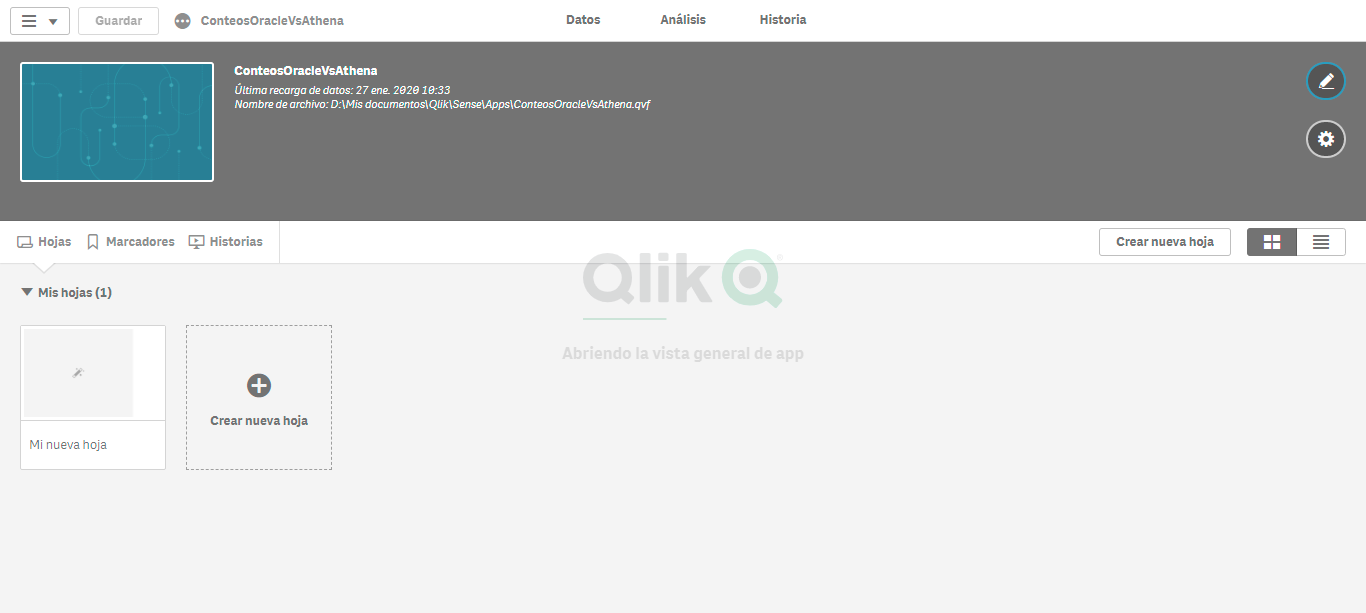 Guardar ConteosOracleVsAthena Datos Análisis Historia
ConteosOracleVsAthena
Última recarga de datos: 27 ene. 2020 10:33
Nombre de archivo: D:\Mis documentos\Qlik\Sense\Apps\ConteosOracleVsAthena.qvf
Hojas Marcadores Historias Crear nueva hoja
Qlik
Abriendo la vista general de app
Mis hojas (1)
Mi nueva hoja
Crear nueva hoja